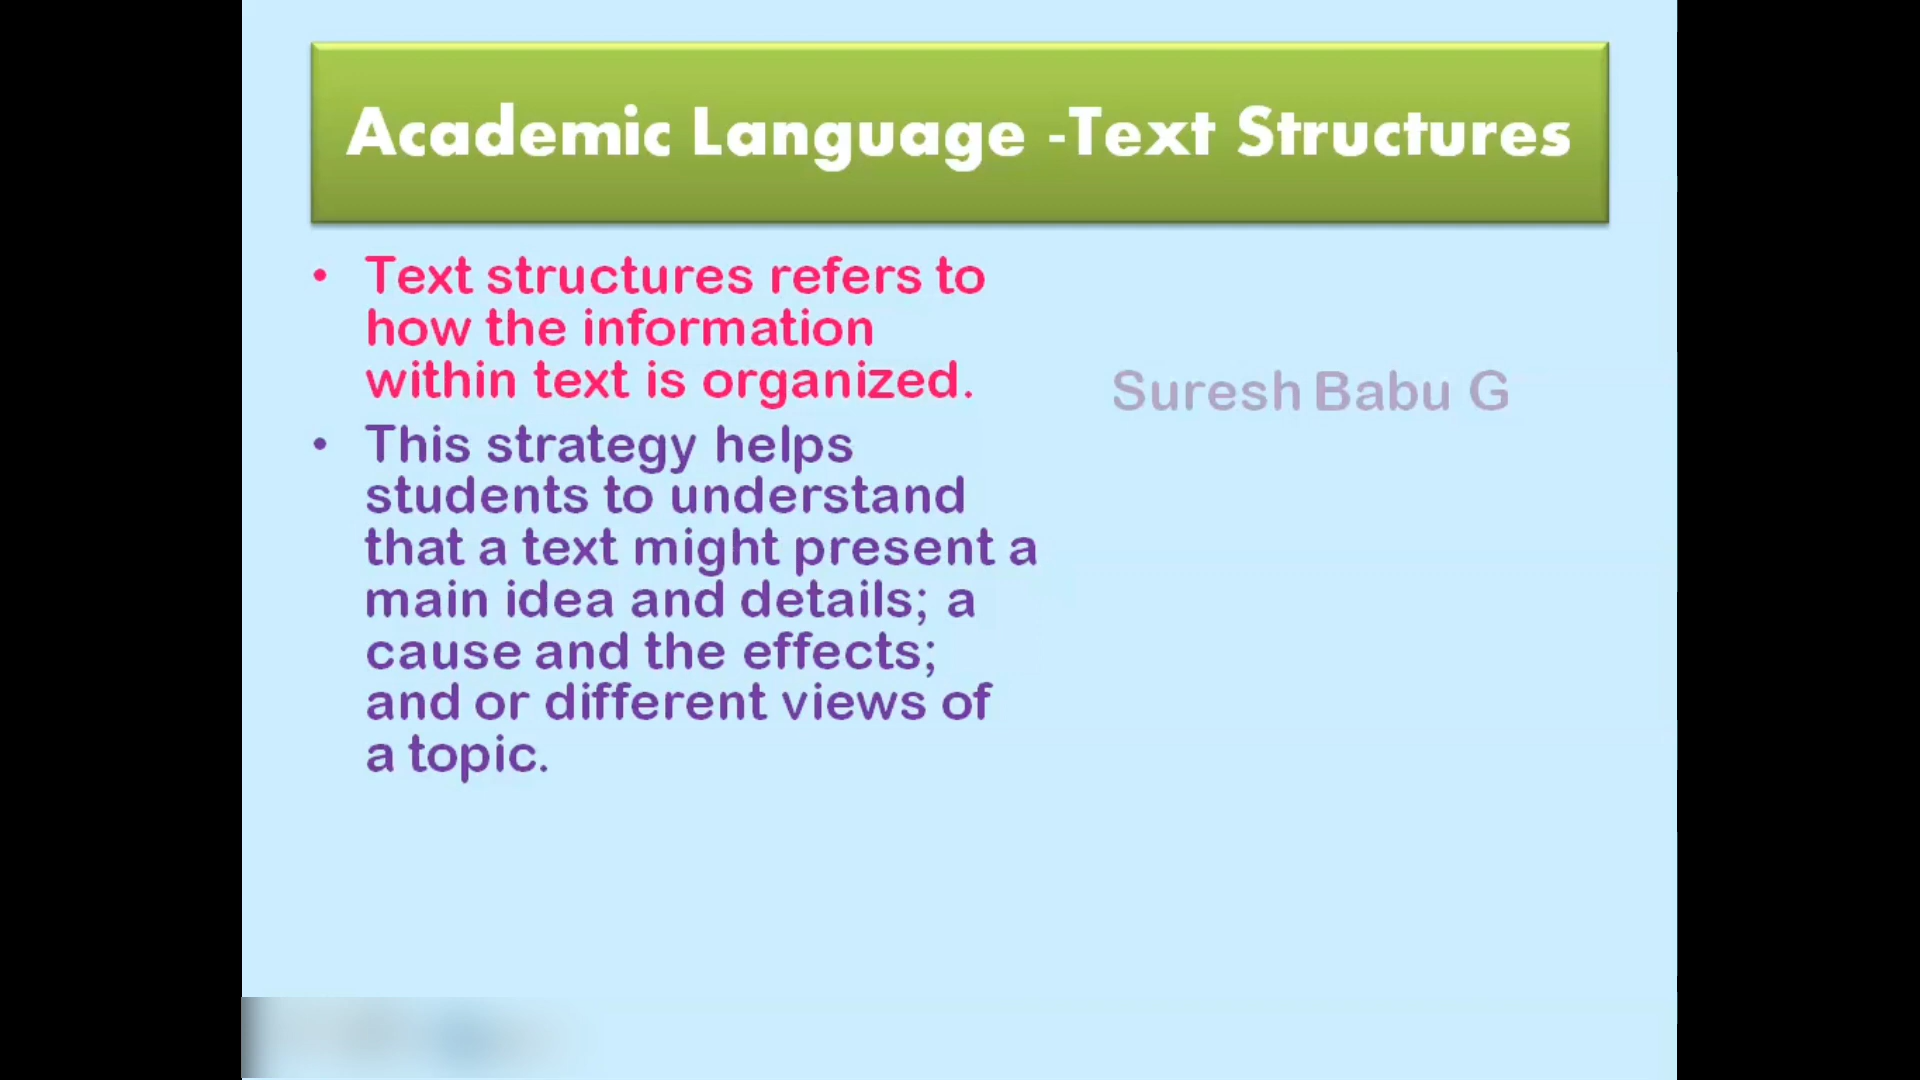 Academic Language -Text Structures
• Text structures refers to
how the information
within text is organized.
• This strategy helps
students to understand
that a text might present a
main idea and details; a
cause and the effects;
and or different views of
a topic.
Suresh Babu G